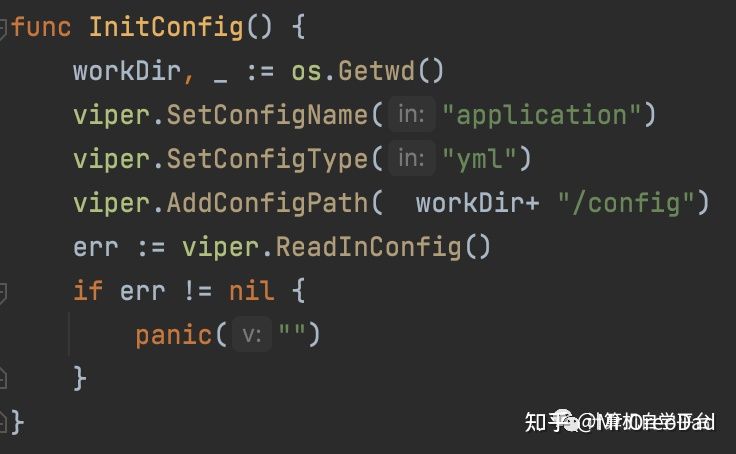 func InitConfig() {
    workDir, _ := os.Getwd()
    viper.SetConfigName( in: "application")
    viper.SetConfigType( in: "yml")
    viper.AddConfigPath(  workDir+ "/config")
    err := viper.ReadInConfig()
    if err != nil {
        panic( v: "")
    }
}
知乎 @